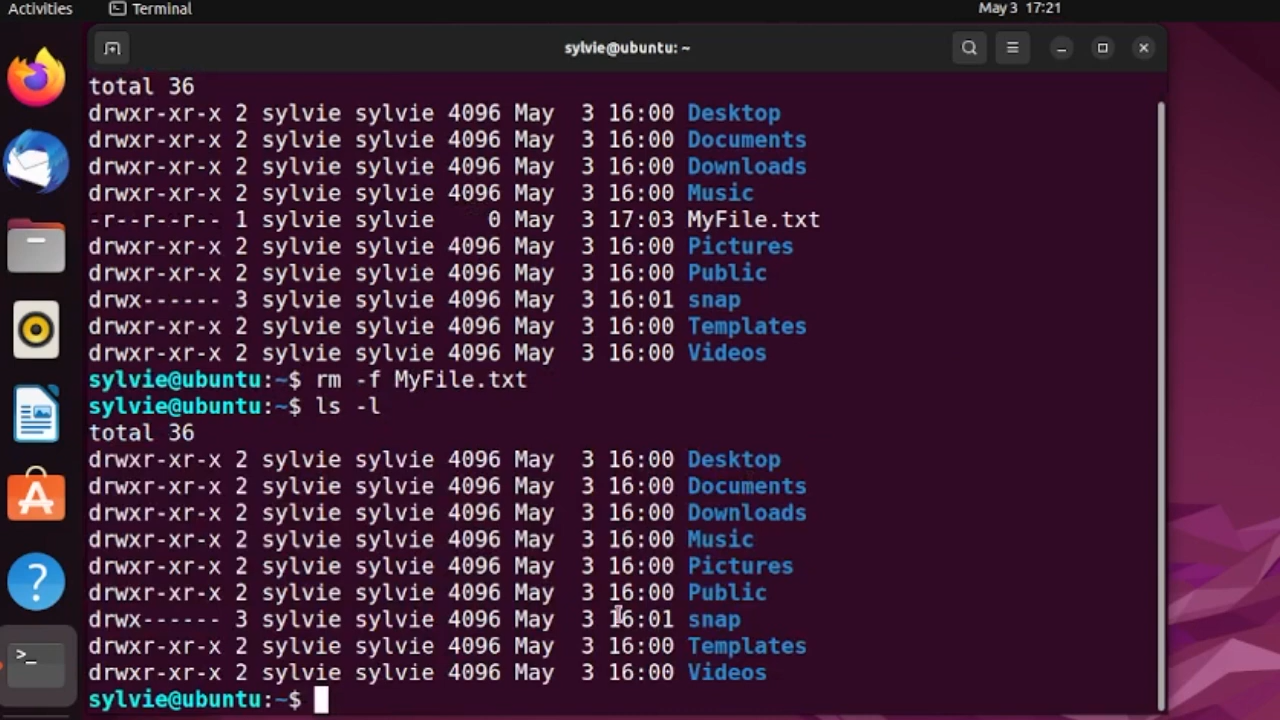 Activities Terminal May 3 17:21
sylvie@ubuntu: ~
total 36
drwxr-xr-x 2 sylvie sylvie 4096 May  3 16:00 Desktop
drwxr-xr-x 2 sylvie sylvie 4096 May  3 16:00 Documents
drwxr-xr-x 2 sylvie sylvie 4096 May  3 16:00 Downloads
drwxr-xr-x 2 sylvie sylvie 4096 May  3 16:00 Music
-r--r--r-- 1 sylvie sylvie    0 May  3 17:03 MyFile.txt
drwxr-xr-x 2 sylvie sylvie 4096 May  3 16:00 Pictures
drwxr-xr-x 2 sylvie sylvie 4096 May  3 16:00 Public
drwx------ 3 sylvie sylvie 4096 May  3 16:01 snap
drwxr-xr-x 2 sylvie sylvie 4096 May  3 16:00 Templates
drwxr-xr-x 2 sylvie sylvie 4096 May  3 16:00 Videos
sylvie@ubuntu:~$ rm -f MyFile.txt
sylvie@ubuntu:~$ ls -l
total 36
drwxr-xr-x 2 sylvie sylvie 4096 May  3 16:00 Desktop
drwxr-xr-x 2 sylvie sylvie 4096 May  3 16:00 Documents
drwxr-xr-x 2 sylvie sylvie 4096 May  3 16:00 Downloads
drwxr-xr-x 2 sylvie sylvie 4096 May  3 16:00 Music
drwxr-xr-x 2 sylvie sylvie 4096 May  3 16:00 Pictures
drwxr-xr-x 2 sylvie sylvie 4096 May  3 16:00 Public
drwx------ 3 sylvie sylvie 4096 May  3 16:01 snap
drwxr-xr-x 2 sylvie sylvie 4096 May  3 16:00 Templates
drwxr-xr-x 2 sylvie sylvie 4096 May  3 16:00 Videos
sylvie@ubuntu:~$